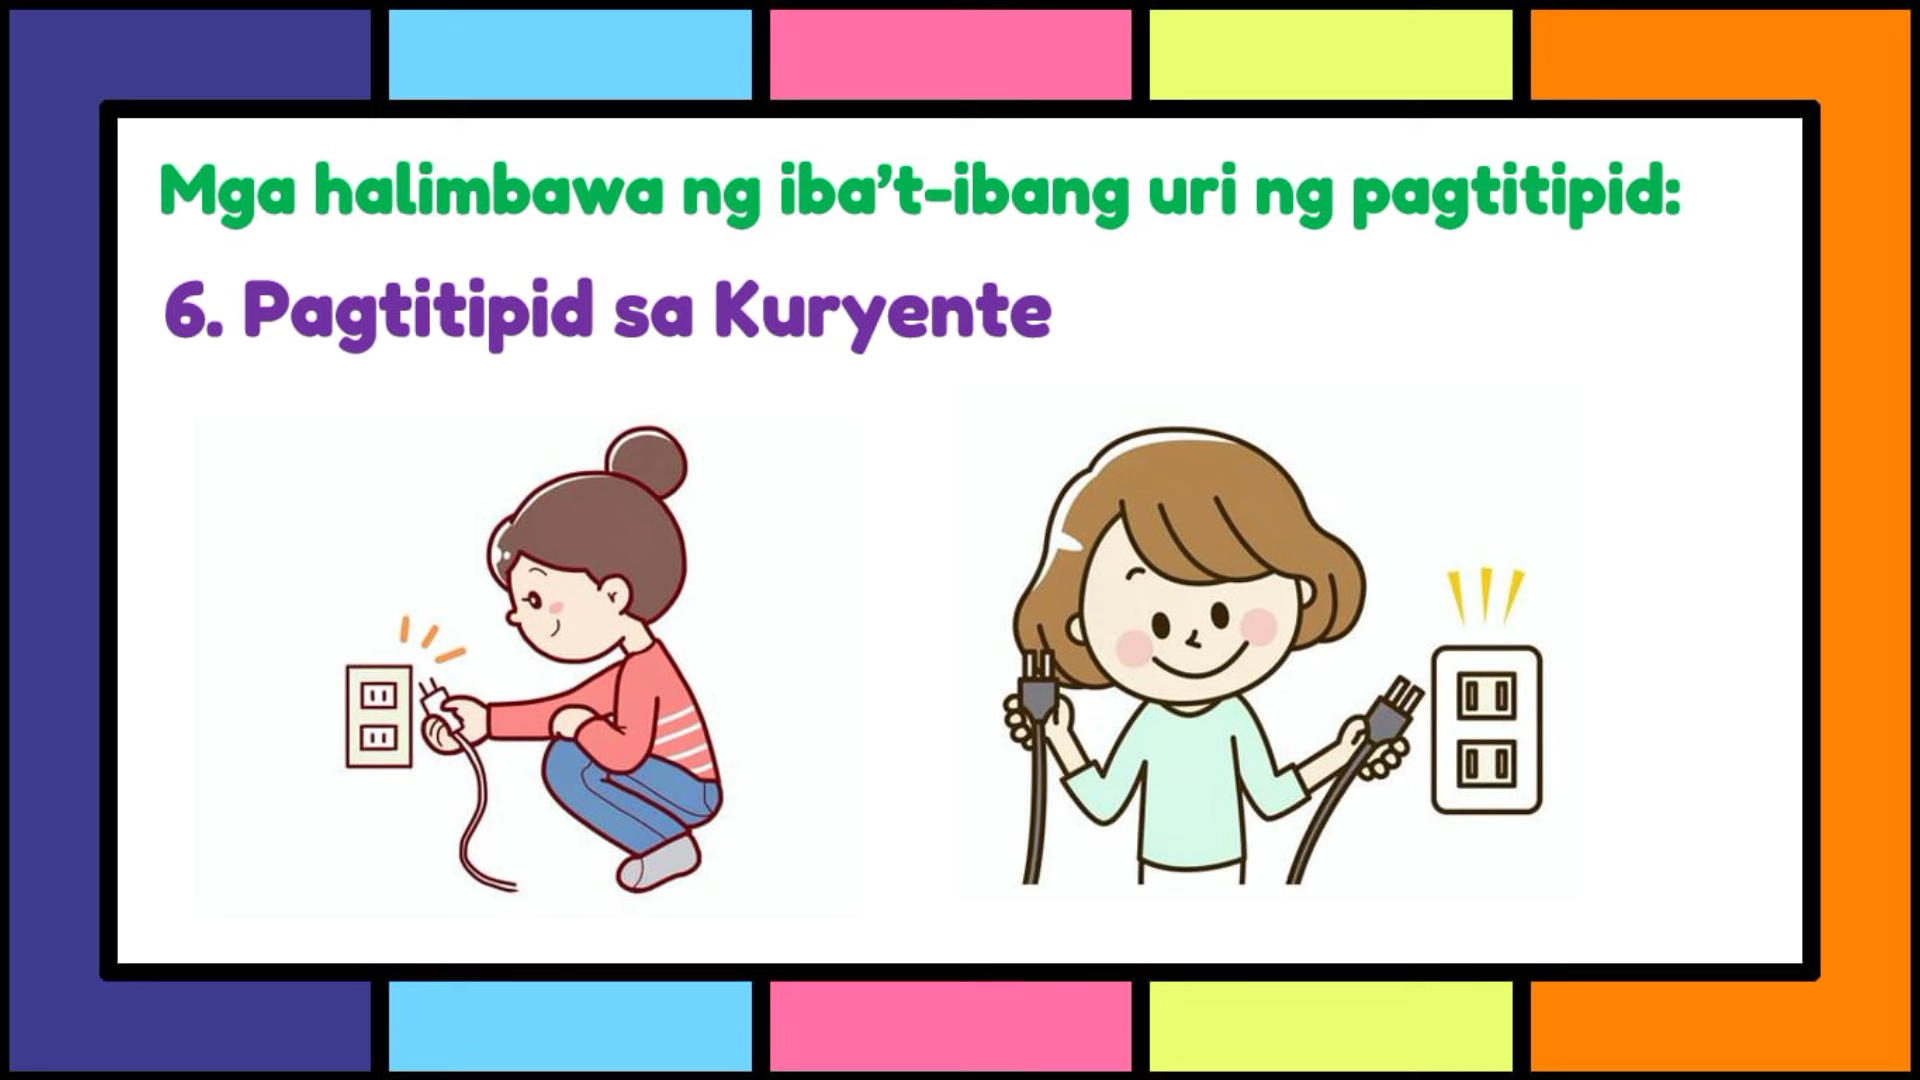 Mga halimbawa ng iba’t-ibang uri ng pagtitipid:
6. Pagtitipid sa Kuryente